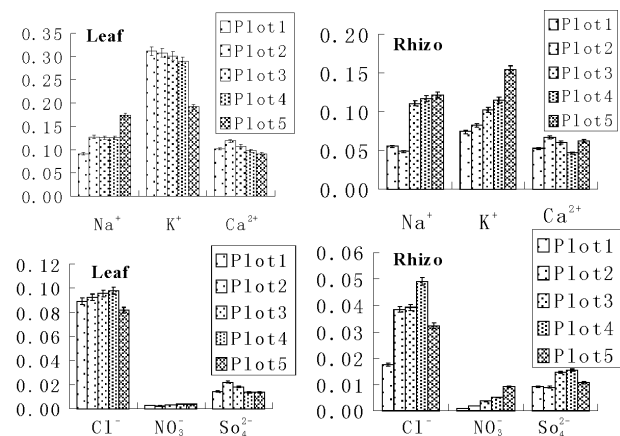 Leaf
Plot1
Plot2
Plot3
Plot4
Plot5
0.35
0.30
0.25
0.20
0.15
0.10
0.05
0.00
Na⁺ K⁺ Ca²⁺
Rhizo
Plot1
Plot2
Plot3
Plot4
Plot5
0.20
0.15
0.10
0.05
0.00
Na⁺ K⁺ Ca²⁺
Leaf
Plot1
Plot2
Plot3
Plot4
Plot5
0.12
0.10
0.08
0.06
0.04
0.02
0.00
Cl⁻ NO₃⁻ So₄²⁻
Rhizo
Plot1
Plot2
Plot3
Plot4
Plot5
0.06
0.05
0.04
0.03
0.02
0.01
0.00
Cl⁻ NO₃⁻ So₄²⁻